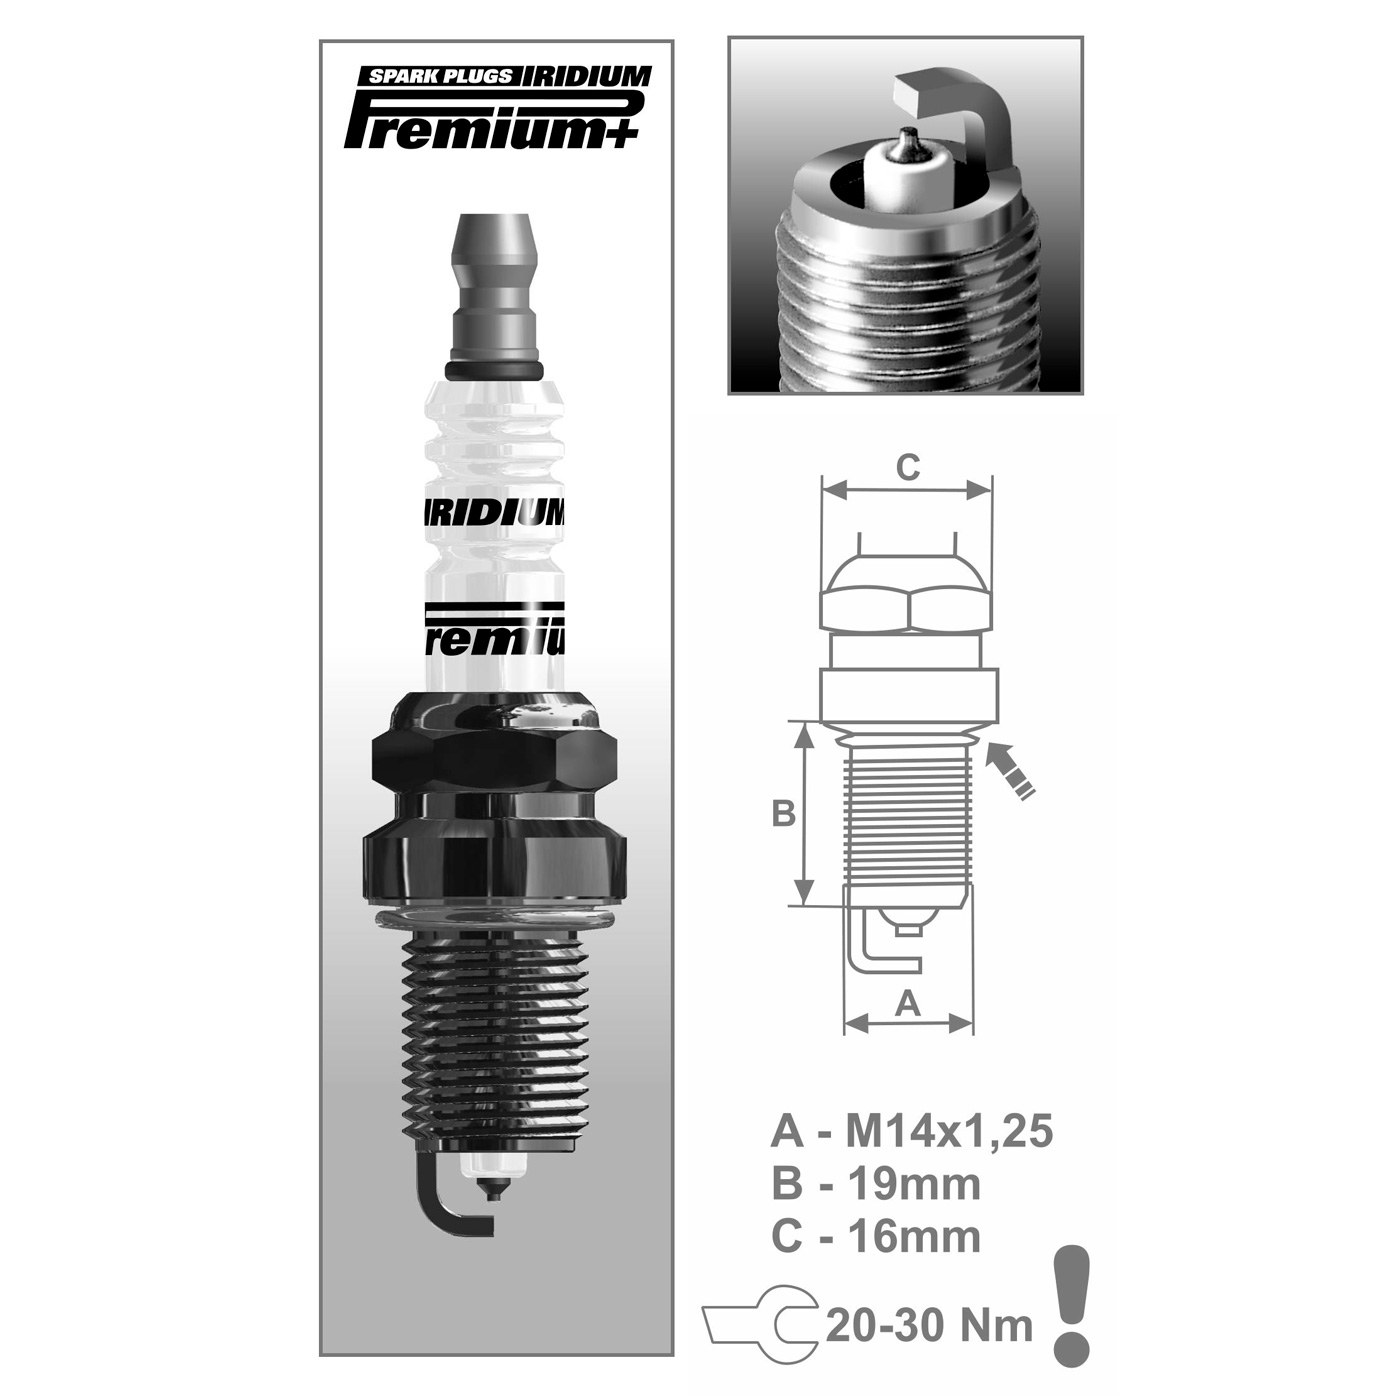 SPARK PLUGS IRIDIUM
Premium+
IRIDIUM
Premiu
C
B
A
A - M14x1,25
B - 19mm
C - 16mm
20-30 Nm